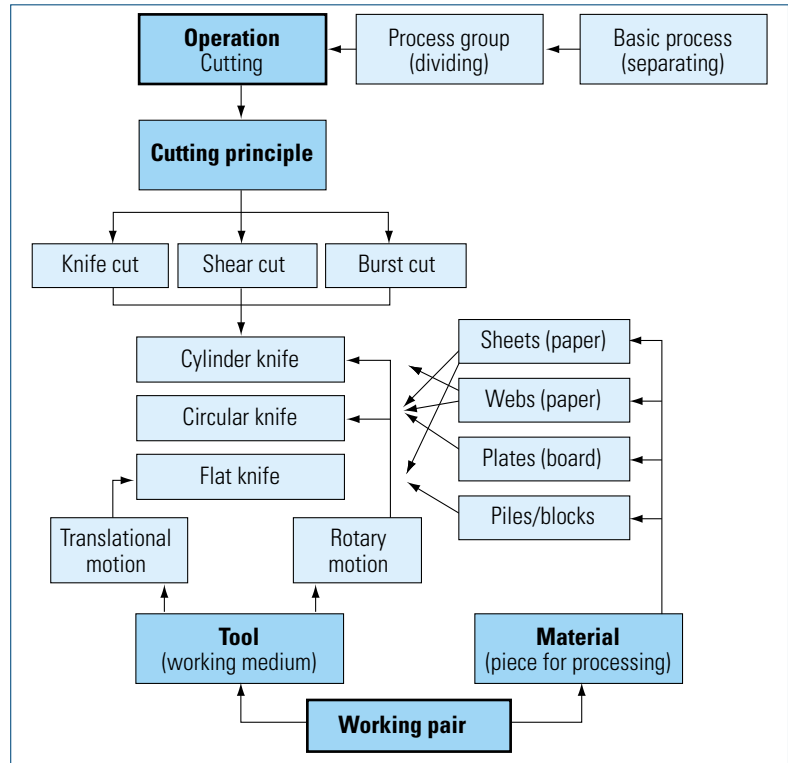 Operation
Cutting
Process group
(dividing)
Basic process
(separating)
Cutting principle
Knife cut
Shear cut
Burst cut
Cylinder knife
Circular knife
Flat knife
Sheets (paper)
Webs (paper)
Plates (board)
Piles/blocks
Translational
motion
Rotary
motion
Tool
(working medium)
Material
(piece for processing)
Working pair